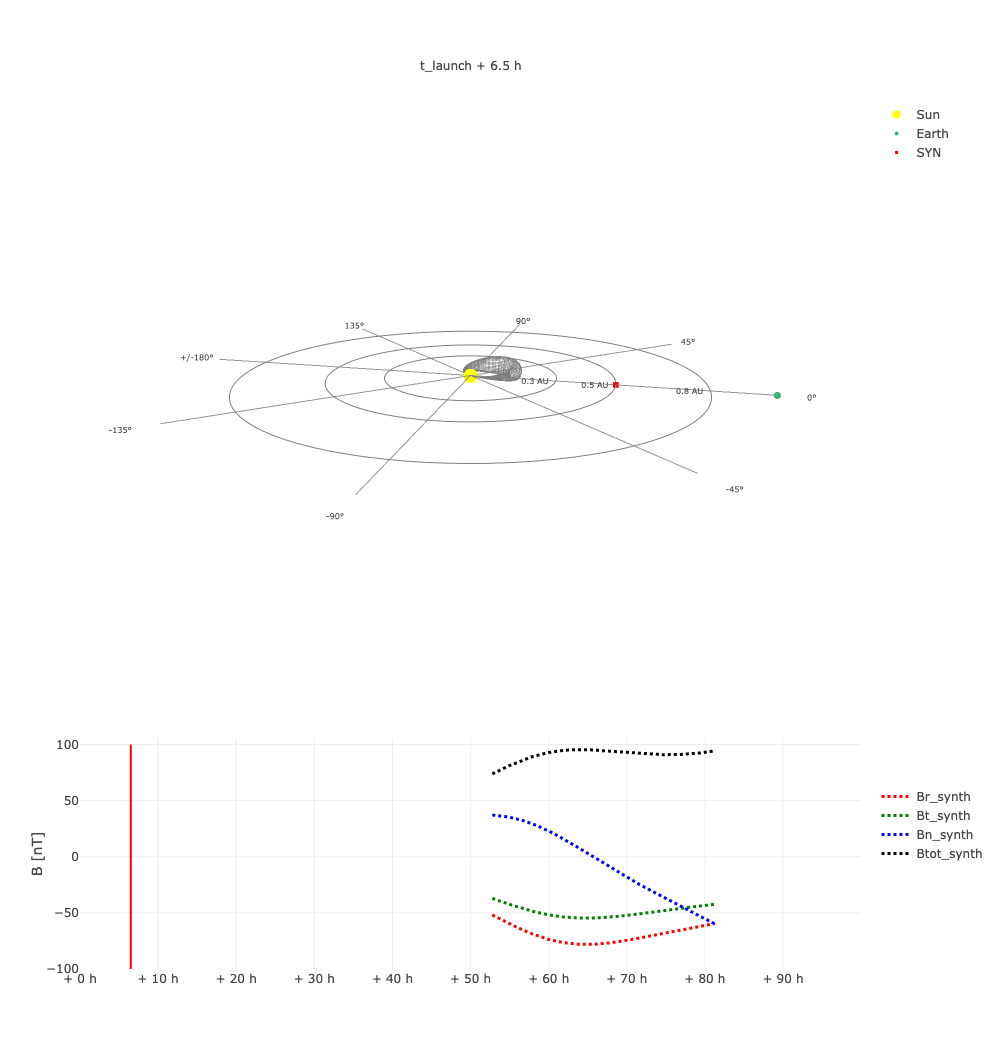 t_launch + 6.5 h
Sun
Earth
SYN
90°
135°
45°
+/-180°
0.3 AU
0.5 AU
0.8 AU
0°
-135°
-45°
-90°
B [nT]
100
50
0
−50
−100
+ 0 h
+ 10 h
+ 20 h
+ 30 h
+ 40 h
+ 50 h
+ 60 h
+ 70 h
+ 80 h
+ 90 h
Br_synth
Bt_synth
Bn_synth
Btot_synth